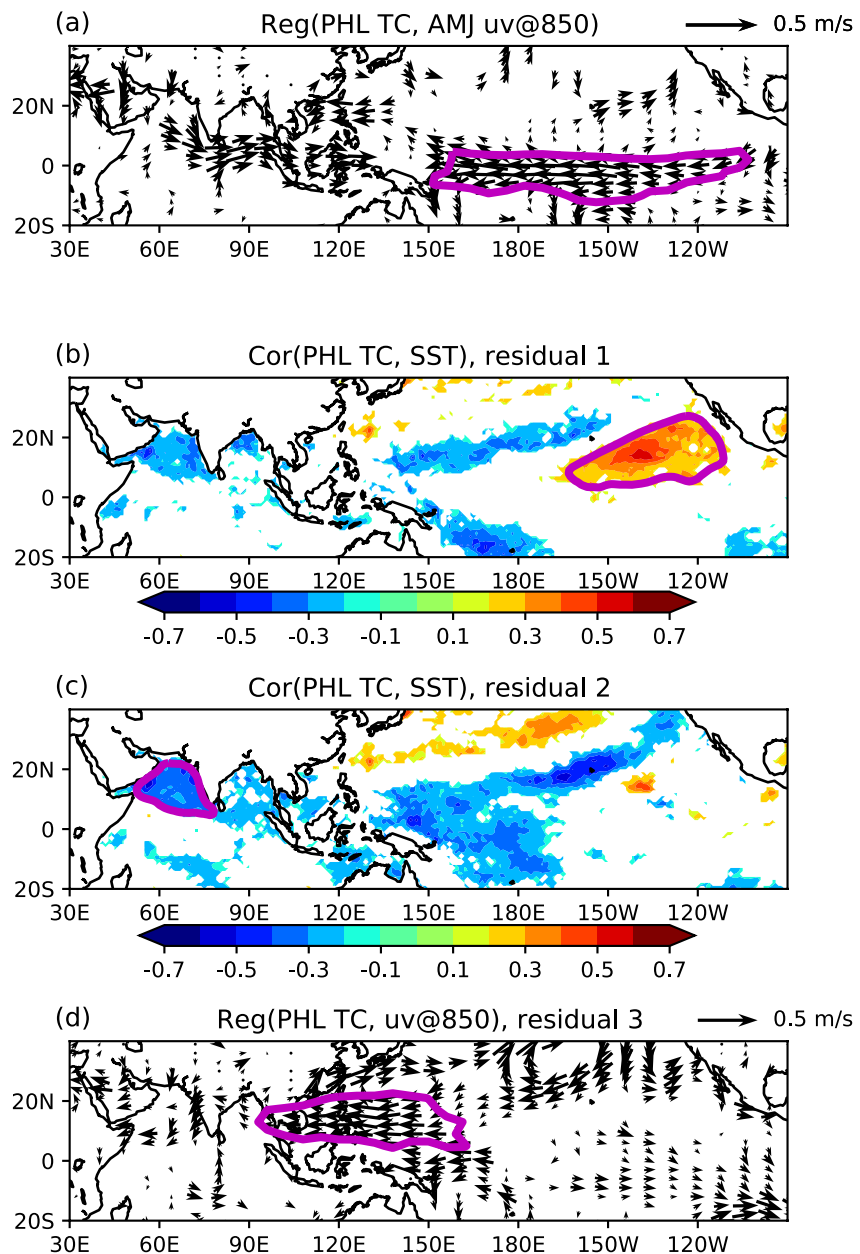 (a) Reg(PHL TC, AMJ uv@850) 0.5 m/s
20N
0
20S
30E 60E 90E 120E 150E 180E 150W 120W
(b) Cor(PHL TC, SST), residual 1
20N
0
20S
30E 60E 90E 120E 150E 180E 150W 120W
-0.7 -0.5 -0.3 -0.1 0.1 0.3 0.5 0.7
(c) Cor(PHL TC, SST), residual 2
20N
0
20S
30E 60E 90E 120E 150E 180E 150W 120W
-0.7 -0.5 -0.3 -0.1 0.1 0.3 0.5 0.7
(d) Reg(PHL TC, uv@850), residual 3 0.5 m/s
20N
0
20S
30E 60E 90E 120E 150E 180E 150W 120W